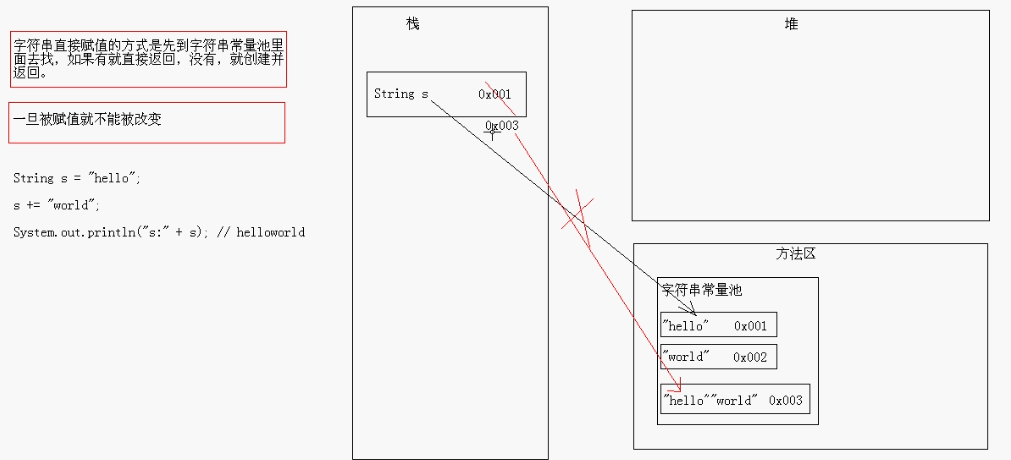 字符串直接赋值的方式是先到字符串常量池里
面去找，如果有就直接返回，没有，就创建并
返回。
一旦被赋值就不能被改变
String s = "hello";
s += "world";
System.out.println("s:" + s); // helloworld
栈
String s 0x001
0x003
堆
方法区
字符串常量池
"hello" 0x001
"world" 0x002
"hello""world" 0x003